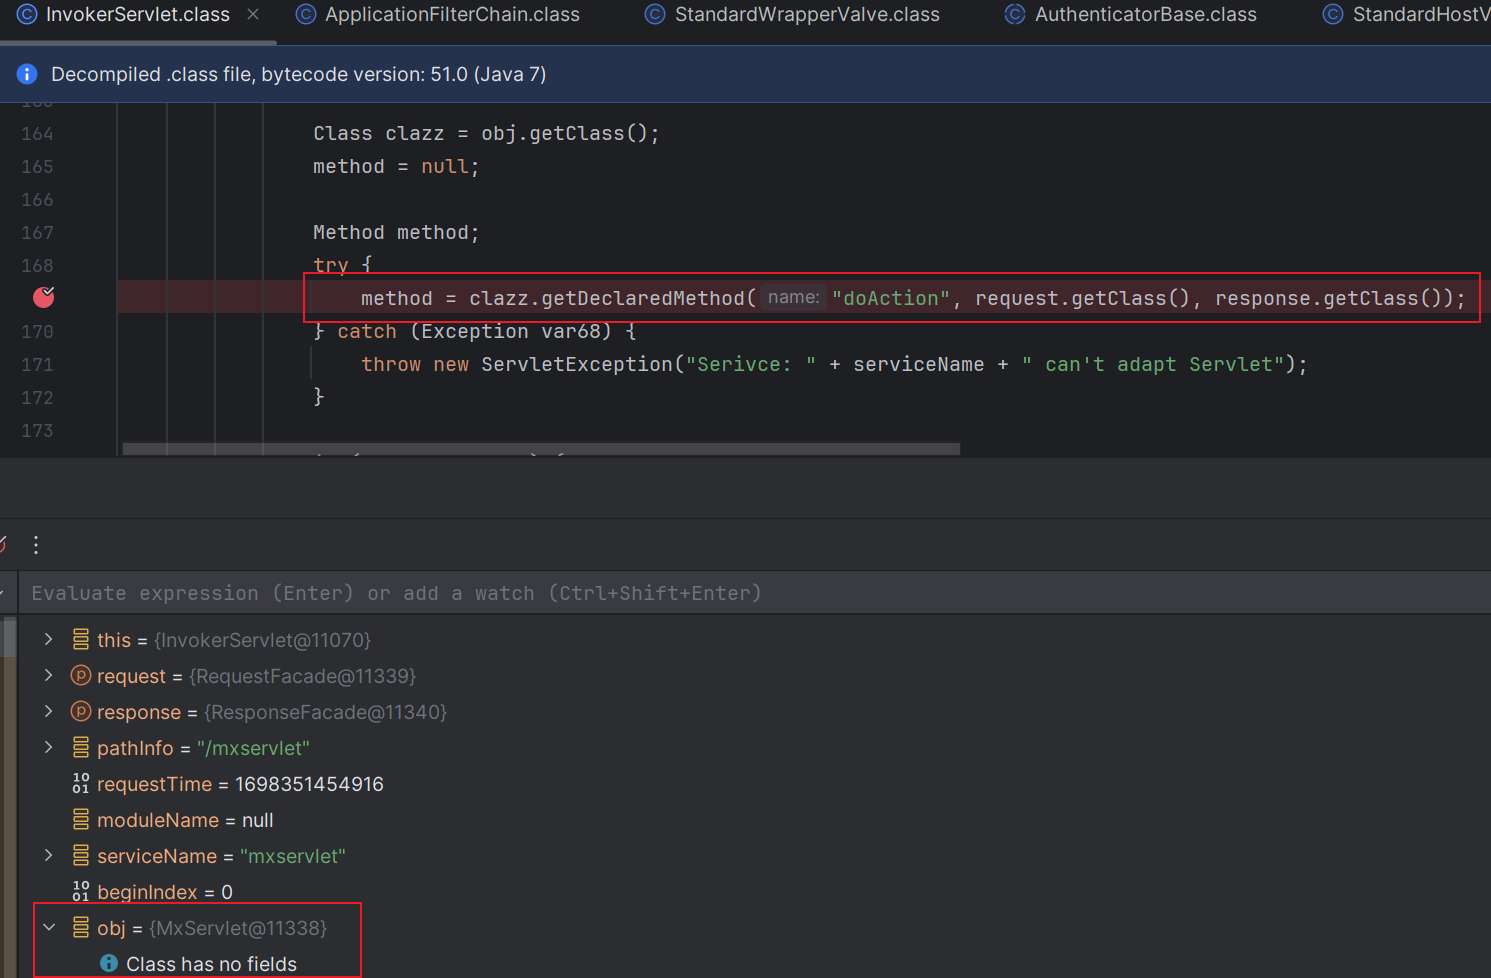 InvokerServlet.class × ApplicationFilterChain.class StandardWrapperValve.class AuthenticatorBase.class StandardHostV
Decompiled .class file, bytecode version: 51.0 (Java 7)
164 Class clazz = obj.getClass();
165 method = null;
166
167 Method method;
168 try {
method = clazz.getDeclaredMethod( name: "doAction", request.getClass(), response.getClass());
170 } catch (Exception var68) {
171 throw new ServletException("Serivce: " + serviceName + " can't adapt Servlet");
172 }
173
Evaluate expression (Enter) or add a watch (Ctrl+Shift+Enter)
this = {InvokerServlet@11070}
request = {RequestFacade@11339}
response = {ResponseFacade@11340}
pathInfo = "/mxservlet"
requestTime = 1698351454916
moduleName = null
serviceName = "mxservlet"
beginIndex = 0
obj = {MxServlet@11338}
Class has no fields